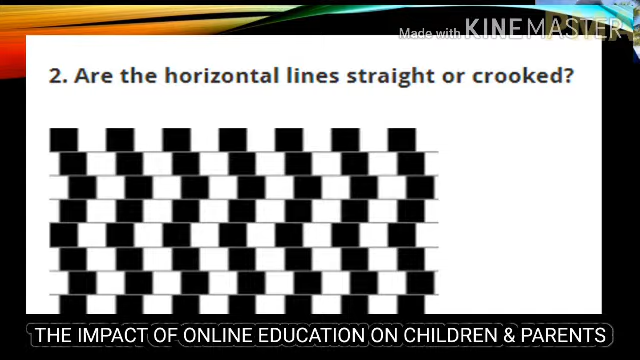 Made with KINEMASTER
2. Are the horizontal lines straight or crooked?
THE IMPACT OF ONLINE EDUCATION ON CHILDREN & PARENTS